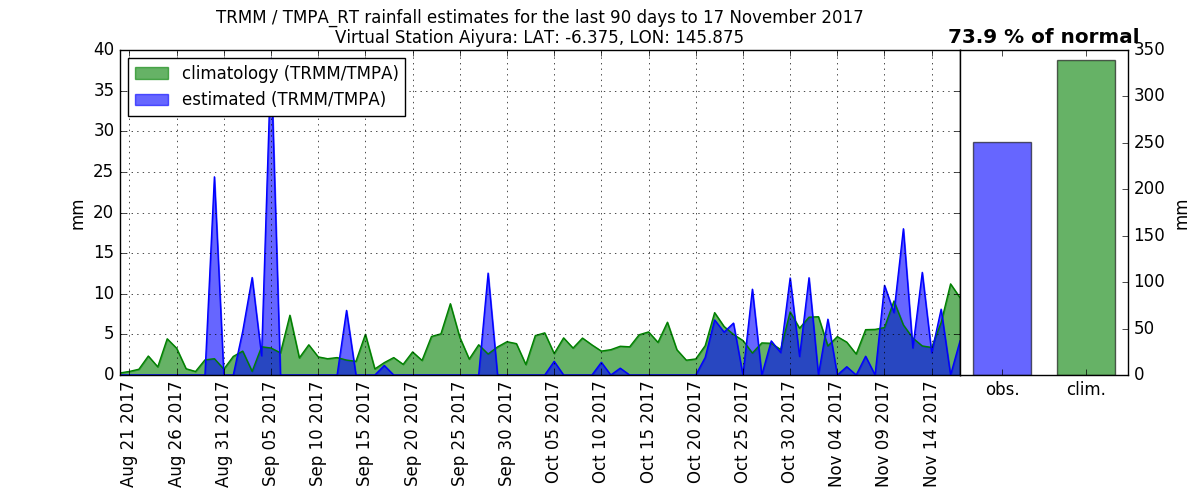 TRMM / TMPA_RT rainfall estimates for the last 90 days to 17 November 2017
Virtual Station Aiyura: LAT: -6.375, LON: 145.875
73.9 % of normal
climatology (TRMM/TMPA)
estimated (TRMM/TMPA)
40
35
30
25
20
15
10
5
0
mm
Aug 21 2017
Aug 26 2017
Aug 31 2017
Sep 05 2017
Sep 10 2017
Sep 15 2017
Sep 20 2017
Sep 25 2017
Sep 30 2017
Oct 05 2017
Oct 10 2017
Oct 15 2017
Oct 20 2017
Oct 25 2017
Oct 30 2017
Nov 04 2017
Nov 09 2017
Nov 14 2017
obs.
clim.
350
300
250
200
150
100
50
0
mm